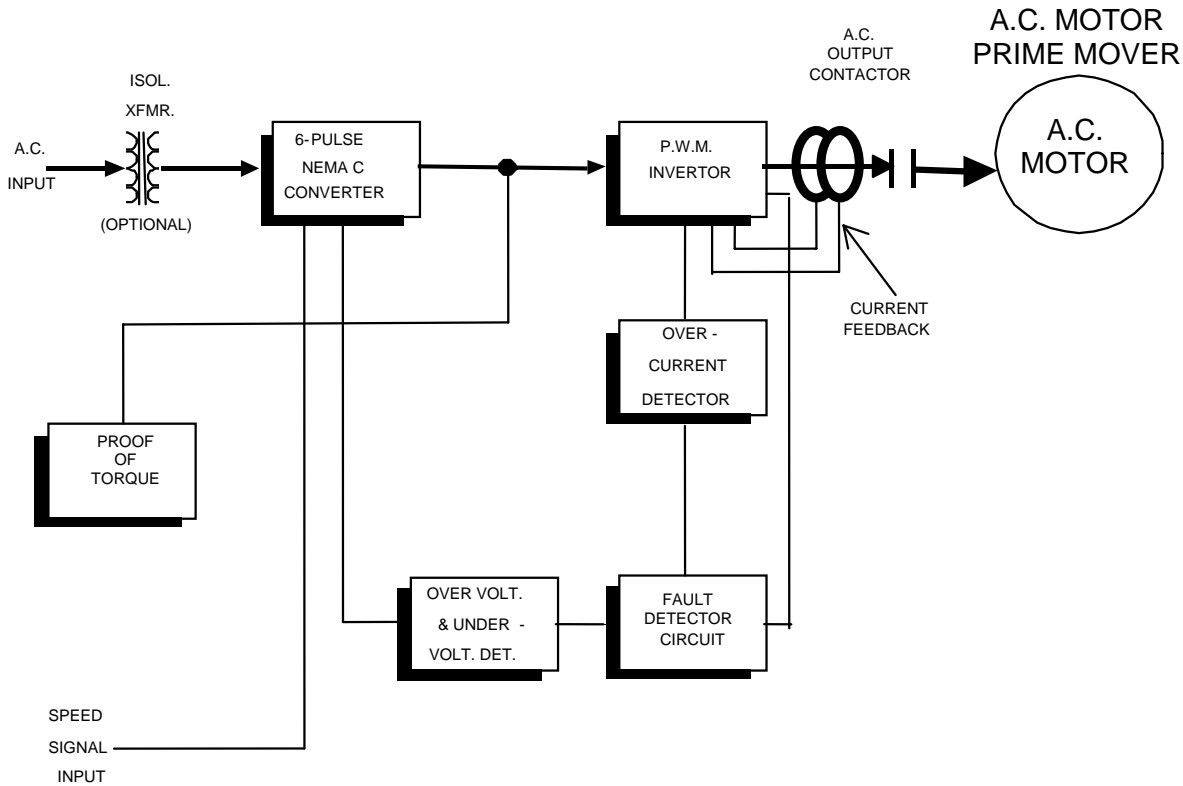 A.C. MOTOR
PRIME MOVER
A.C.
OUTPUT
CONTACTOR
ISOL.
XFMR.
(OPTIONAL)
A.C.
INPUT
6-PULSE
NEMA C
CONVERTER
P.W.M.
INVERTOR
A.C.
MOTOR
CURRENT
FEEDBACK
OVER -
CURRENT
DETECTOR
PROOF
OF
TORQUE
OVER VOLT.
& UNDER -
VOLT. DET.
FAULT
DETECTOR
CIRCUIT
SPEED
SIGNAL
INPUT